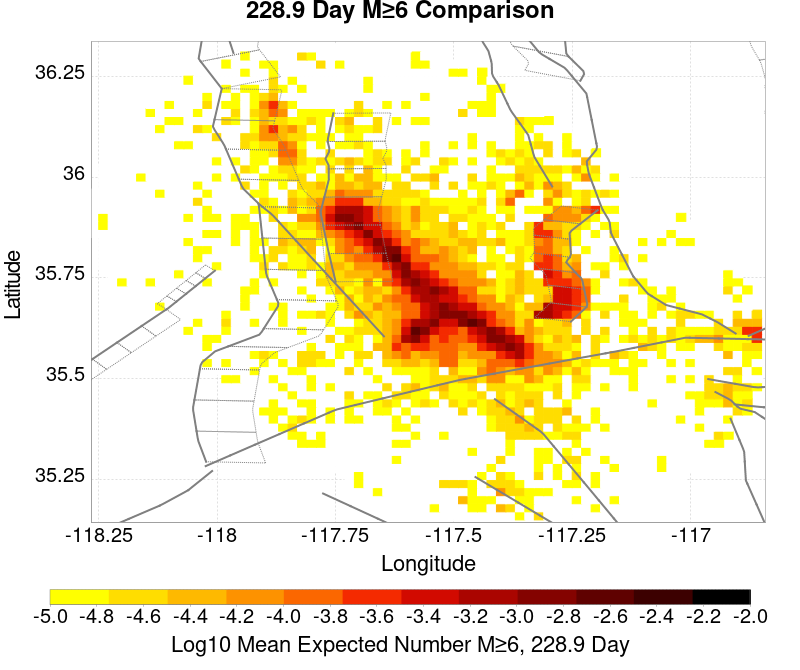 228.9 Day M≥6 Comparison
36.25
36
35.75
35.5
35.25
Latitude
-118.25 -118 -117.75 -117.5 -117.25 -117
Longitude
-5.0 -4.8 -4.6 -4.4 -4.2 -4.0 -3.8 -3.6 -3.4 -3.2 -3.0 -2.8 -2.6 -2.4 -2.2 -2.0
Log10 Mean Expected Number M≥6, 228.9 Day